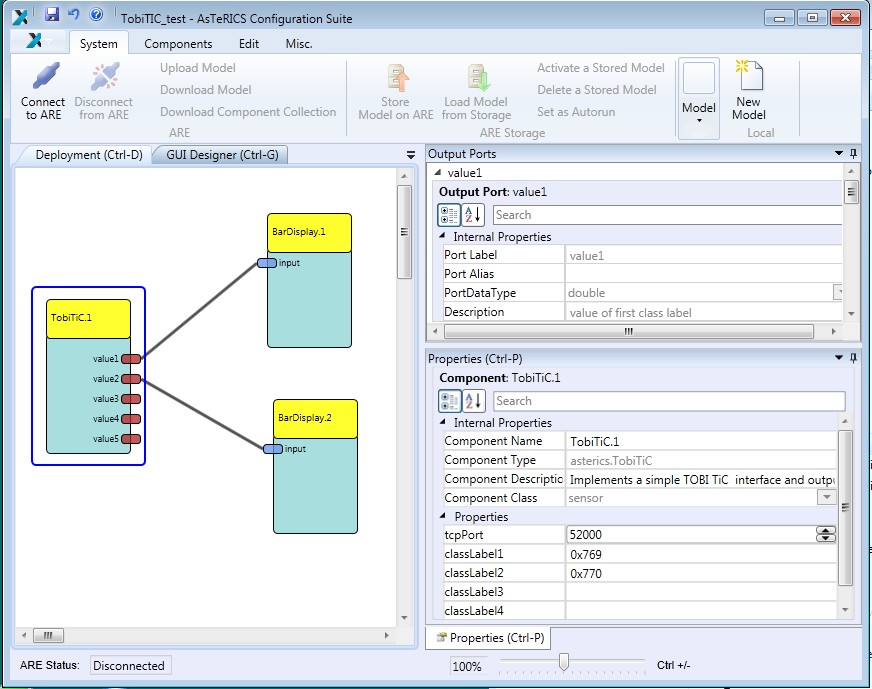 TobiTIC_test - AsTeRICS Configuration Suite
System Components Edit Misc.
Connect to ARE
Disconnect from ARE
Upload Model
Download Model
Download Component Collection
ARE
Store Model on ARE
Load Model from Storage
Activate a Stored Model
Delete a Stored Model
Set as Autorun
ARE Storage
Model
New Model
Local
Deployment (Ctrl-D) GUI Designer (Ctrl-G)
BarDisplay.1
input
TobiTiC.1
value1
value2
value3
value4
value5
BarDisplay.2
input
Output Ports
value1
Output Port: value1
Search
Internal Properties
Port Label value1
Port Alias
PortDataType double
Description value of first class label
Properties (Ctrl-P)
Component: TobiTiC.1
Search
Internal Properties
Component Name TobiTiC.1
Component Type asterics.TobiTiC
Component Descriptio Implements a simple TOBI TiC interface and outpu
Component Class sensor
Properties
tcpPort 52000
classLabel1 0x769
classLabel2 0x770
classLabel3
classLabel4
Properties (Ctrl-P)
ARE Status: Disconnected
100% Ctrl +/-